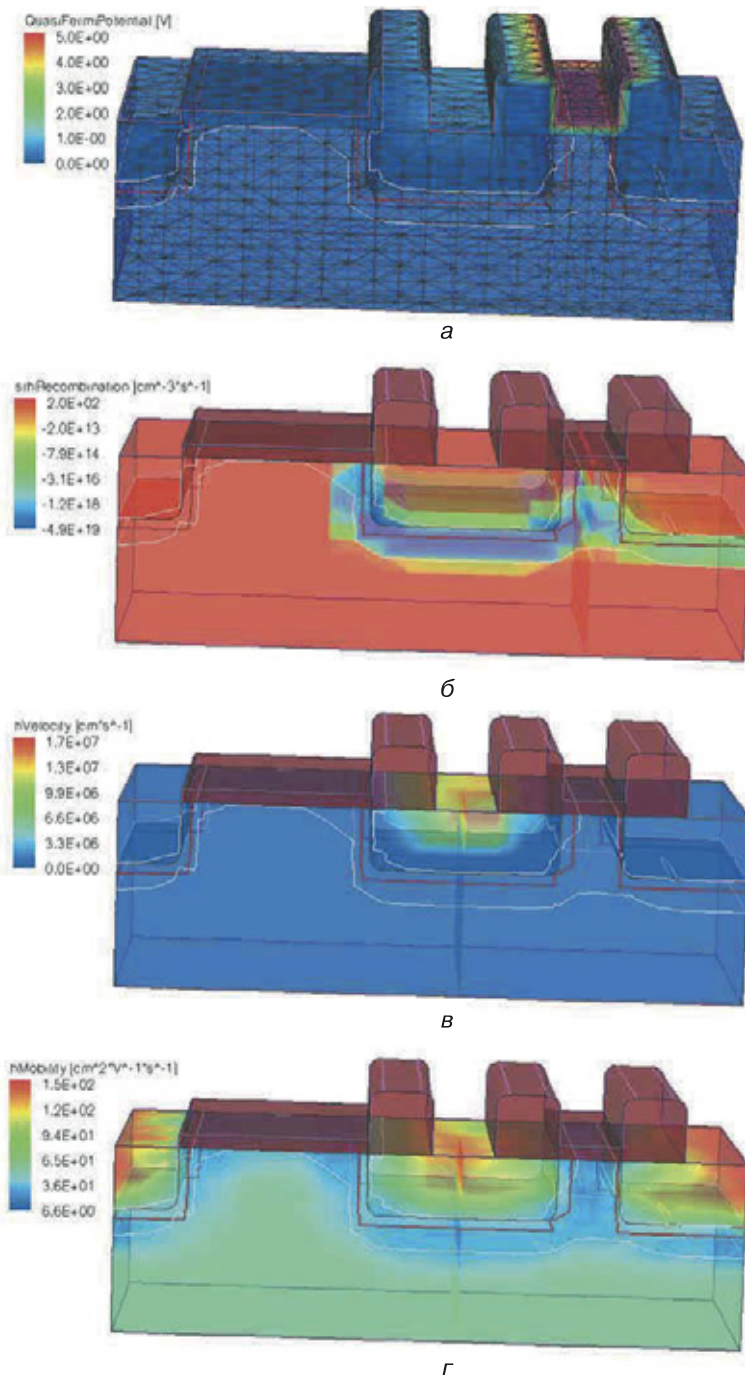 QuasiFermiPotential [V]
5.0E+00
4.0E+00
3.0E+00
2.0E+00
1.0E-00
0.0E+00
а
srhRecombination [cm^-3*s^-1]
2.0E+02
-2.0E+13
-7.9E+14
-3.1E+16
-1.2E+18
-4.9E+19
б
hVelocity [cm*s^-1]
1.7E+07
1.3E+07
9.9E+06
6.6E+06
3.3E+06
0.0E+00
в
hMobility [cm^2*V^-1*s^-1]
1.5E+02
1.2E+02
9.4E+01
6.5E+01
3.6E+01
6.6E+00
г